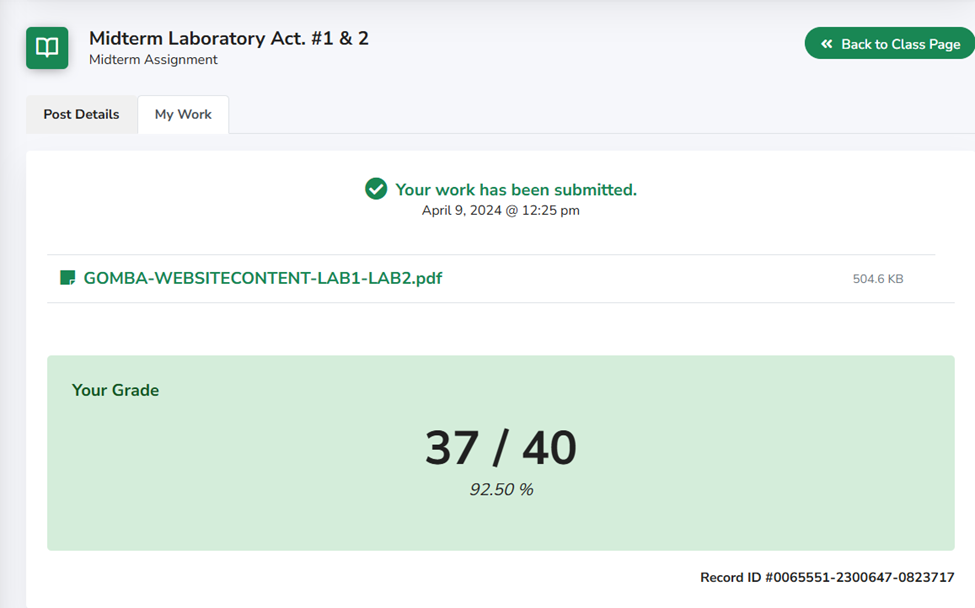 Midterm Laboratory Act. #1 & 2
Midterm Assignment
Back to Class Page
Post Details
My Work
Your work has been submitted.
April 9, 2024 @ 12:25 pm
GOMBA-WEBSITECONTENT-LAB1-LAB2.pdf
504.6 KB
Your Grade
37 / 40
92.50 %
Record ID #0065551-2300647-0823717